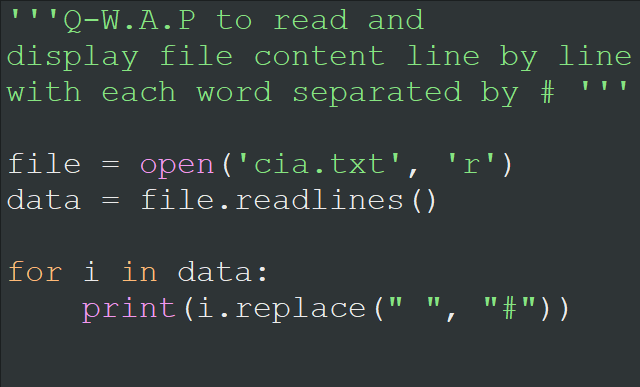 '''Q-W.A.P to read and
display file content line by line
with each word separated by # '''
file = open('cia.txt', 'r')
data = file.readlines()
for i in data:
    print(i.replace(" ", "#"))